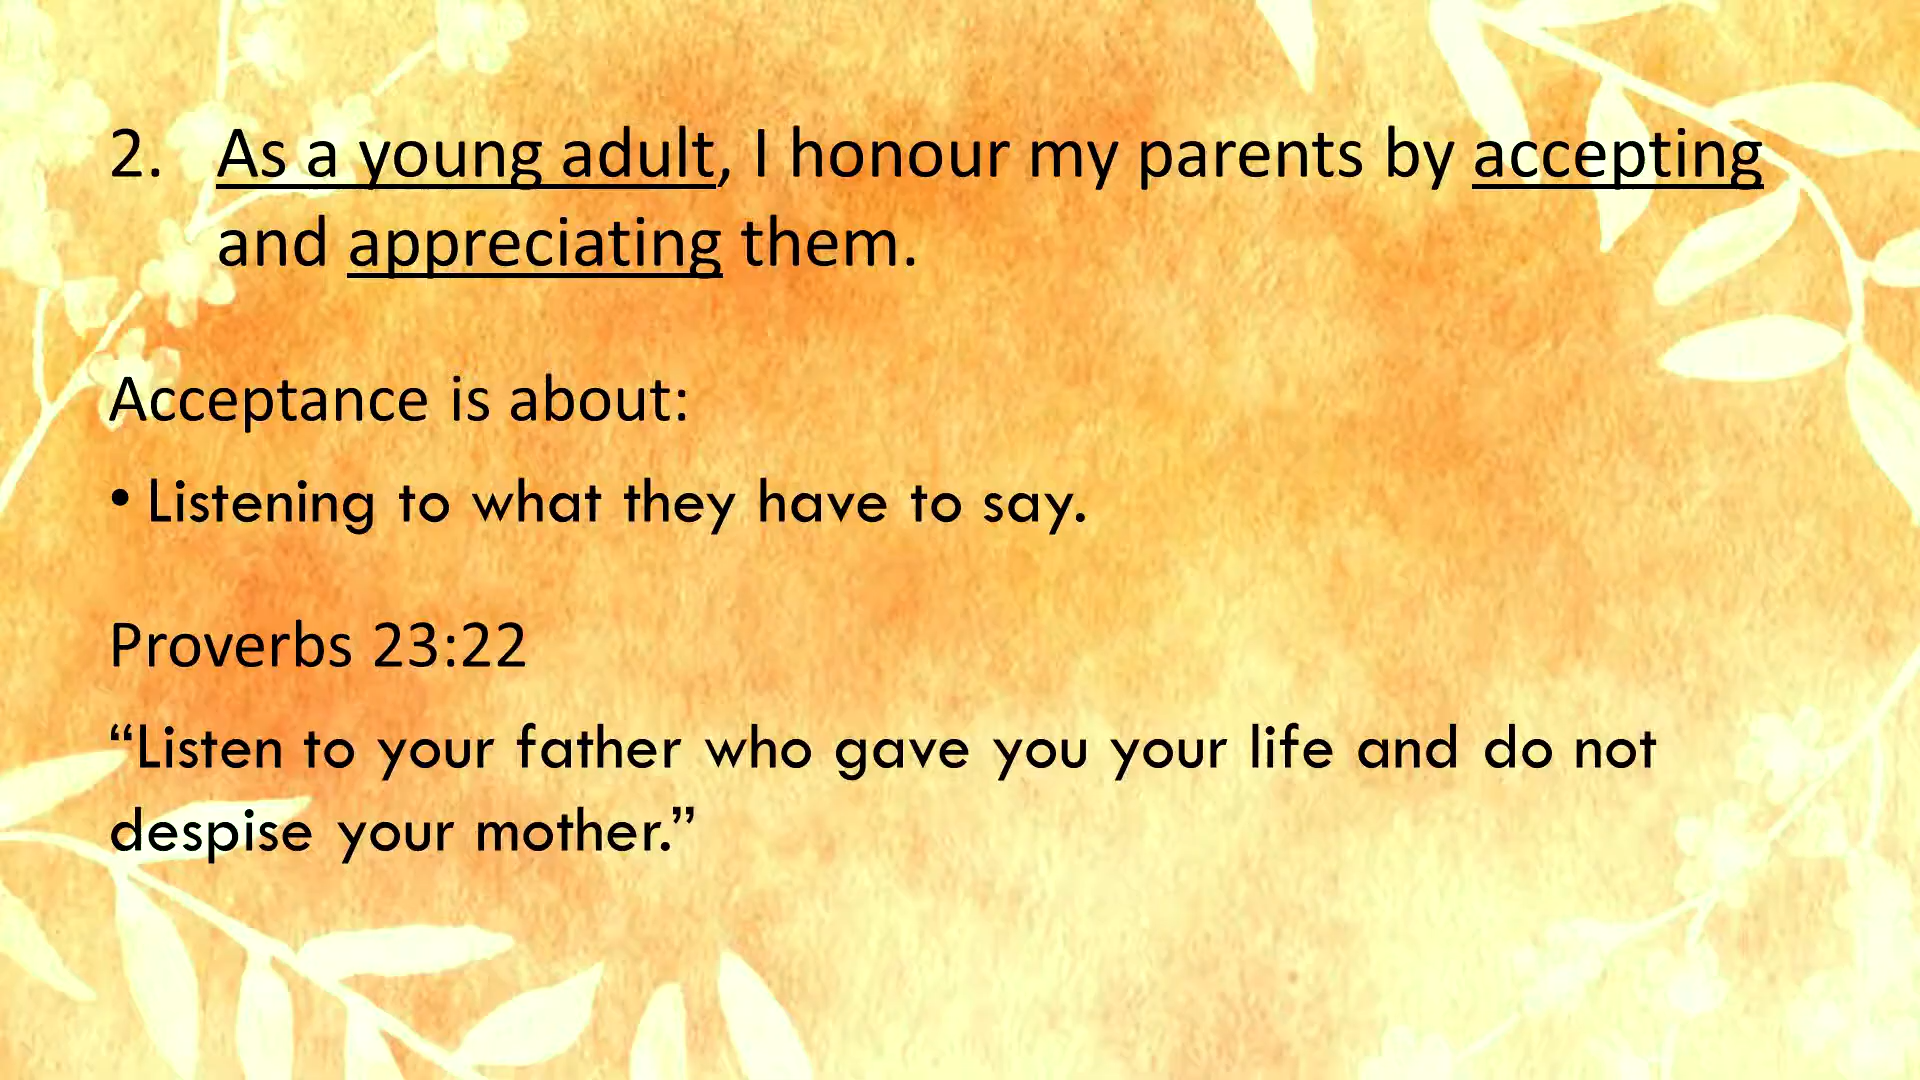 2. As a young adult, I honour my parents by accepting
and appreciating them.
Acceptance is about:
• Listening to what they have to say.
Proverbs 23:22
“Listen to your father who gave you your life and do not
despise your mother.”